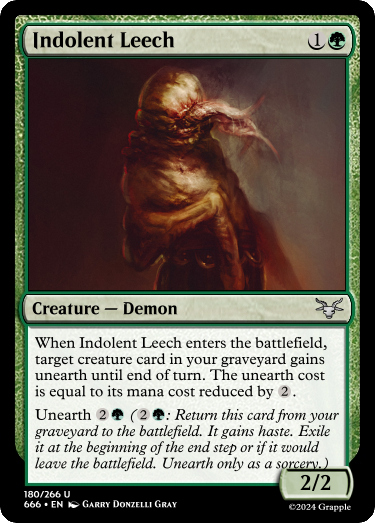 Indolent Leech 1
Creature — Demon
When Indolent Leech enters the battlefield,
target creature card in your graveyard gains
unearth until end of turn. The unearth cost
is equal to its mana cost reduced by 2.
Unearth 2 (2: Return this card from your
graveyard to the battlefield. It gains haste. Exile
it at the beginning of the end step or if it would
leave the battlefield. Unearth only as a sorcery.)
2/2
180/266 U
666 • EN Garry Donzelli Gray
©2024 Grapple